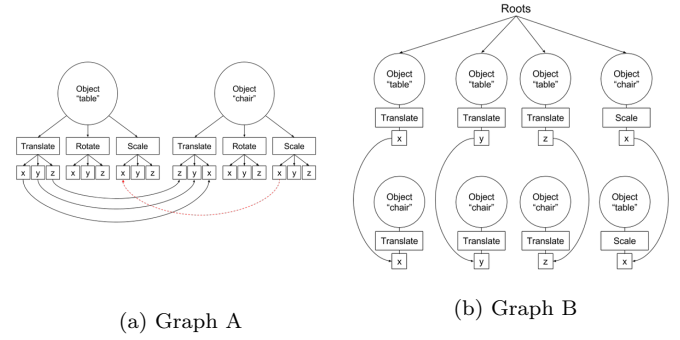 Roots
Object
"table"
Object
"chair"
Translate Rotate Scale Translate Rotate Scale
x y z x y z x y z z y x x y z x y z
(a) Graph A
Object
"table"
Object
"table"
Object
"table"
Object
"chair"
Translate Translate Translate Scale
x y z x
Object
"chair"
Object
"chair"
Object
"chair"
Object
"table"
Translate Translate Translate Scale
x y z x
(b) Graph B